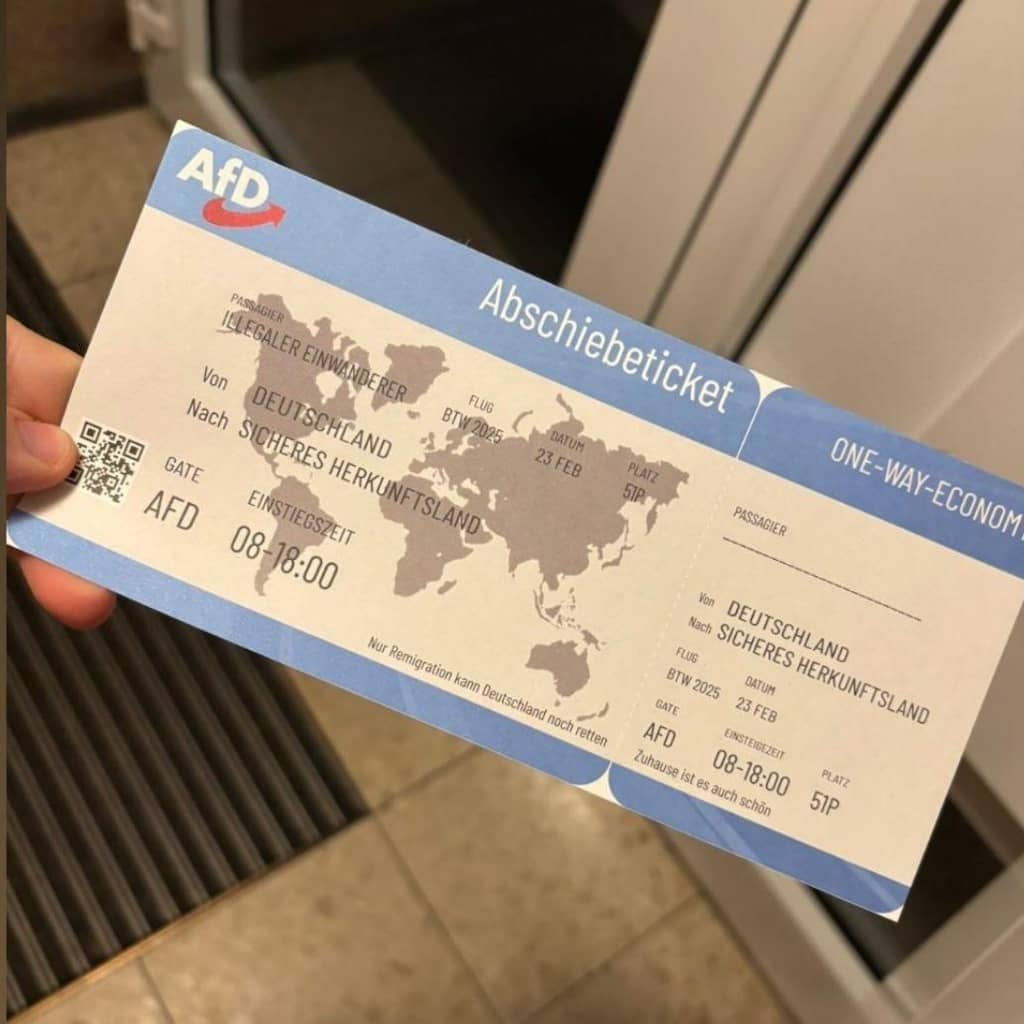 AfD
Abschiebeticket
PASSAGIER
ILLEGALER EINWANDERER
Von DEUTSCHLAND
Nach SICHERES HERKUNFTSLAND
FLUG
BTW 2025
DATUM
23 FEB
PLATZ
51P
GATE
AFD
EINSTIEGSZEIT
08-18:00
Nur Remigration kann Deutschland noch retten
ONE-WAY-ECONOM
PASSAGIER
Von DEUTSCHLAND
Nach SICHERES HERKUNFTSLAND
FLUG
BTW 2025
DATUM
23 FEB
GATE
AFD
EINSTEIGEZEIT
08-18:00
PLATZ
51P
Zuhause ist es auch schön